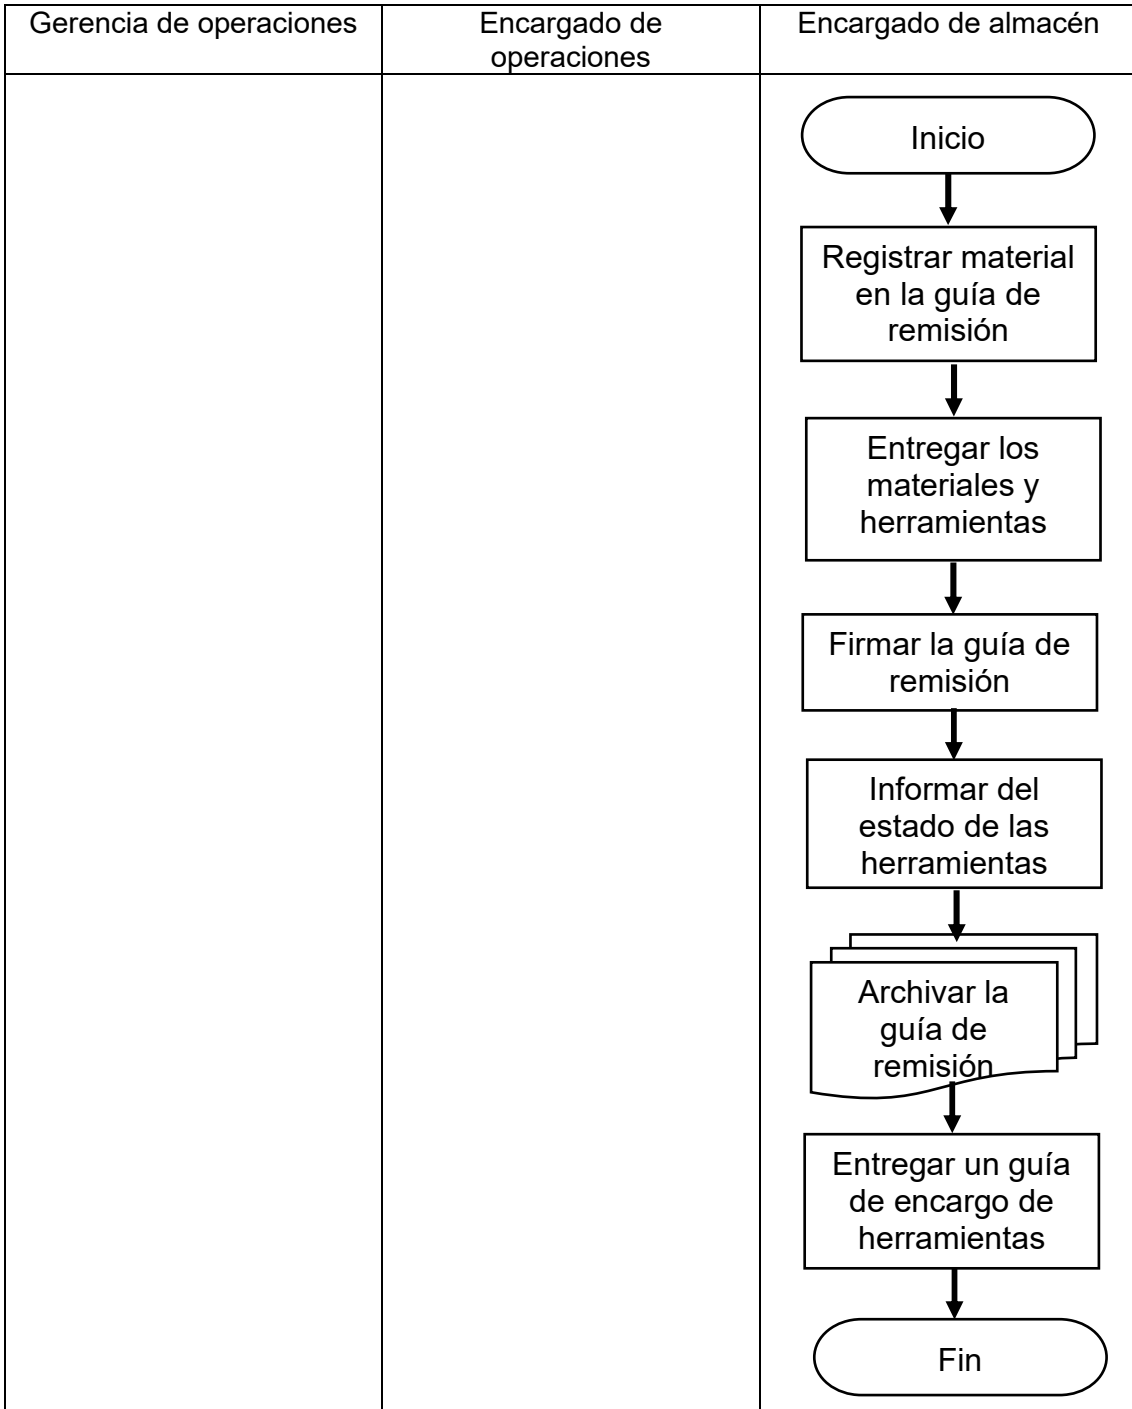 Gerencia de operaciones
Encargado de
operaciones
Encargado de almacén
Inicio
Registrar material
en la guía de
remisión
Entregar los
materiales y
herramientas
Firmar la guía de
remisión
Informar del
estado de las
herramientas
Archivar la
guía de
remisión
Entregar un guía
de encargo de
herramientas
Fin